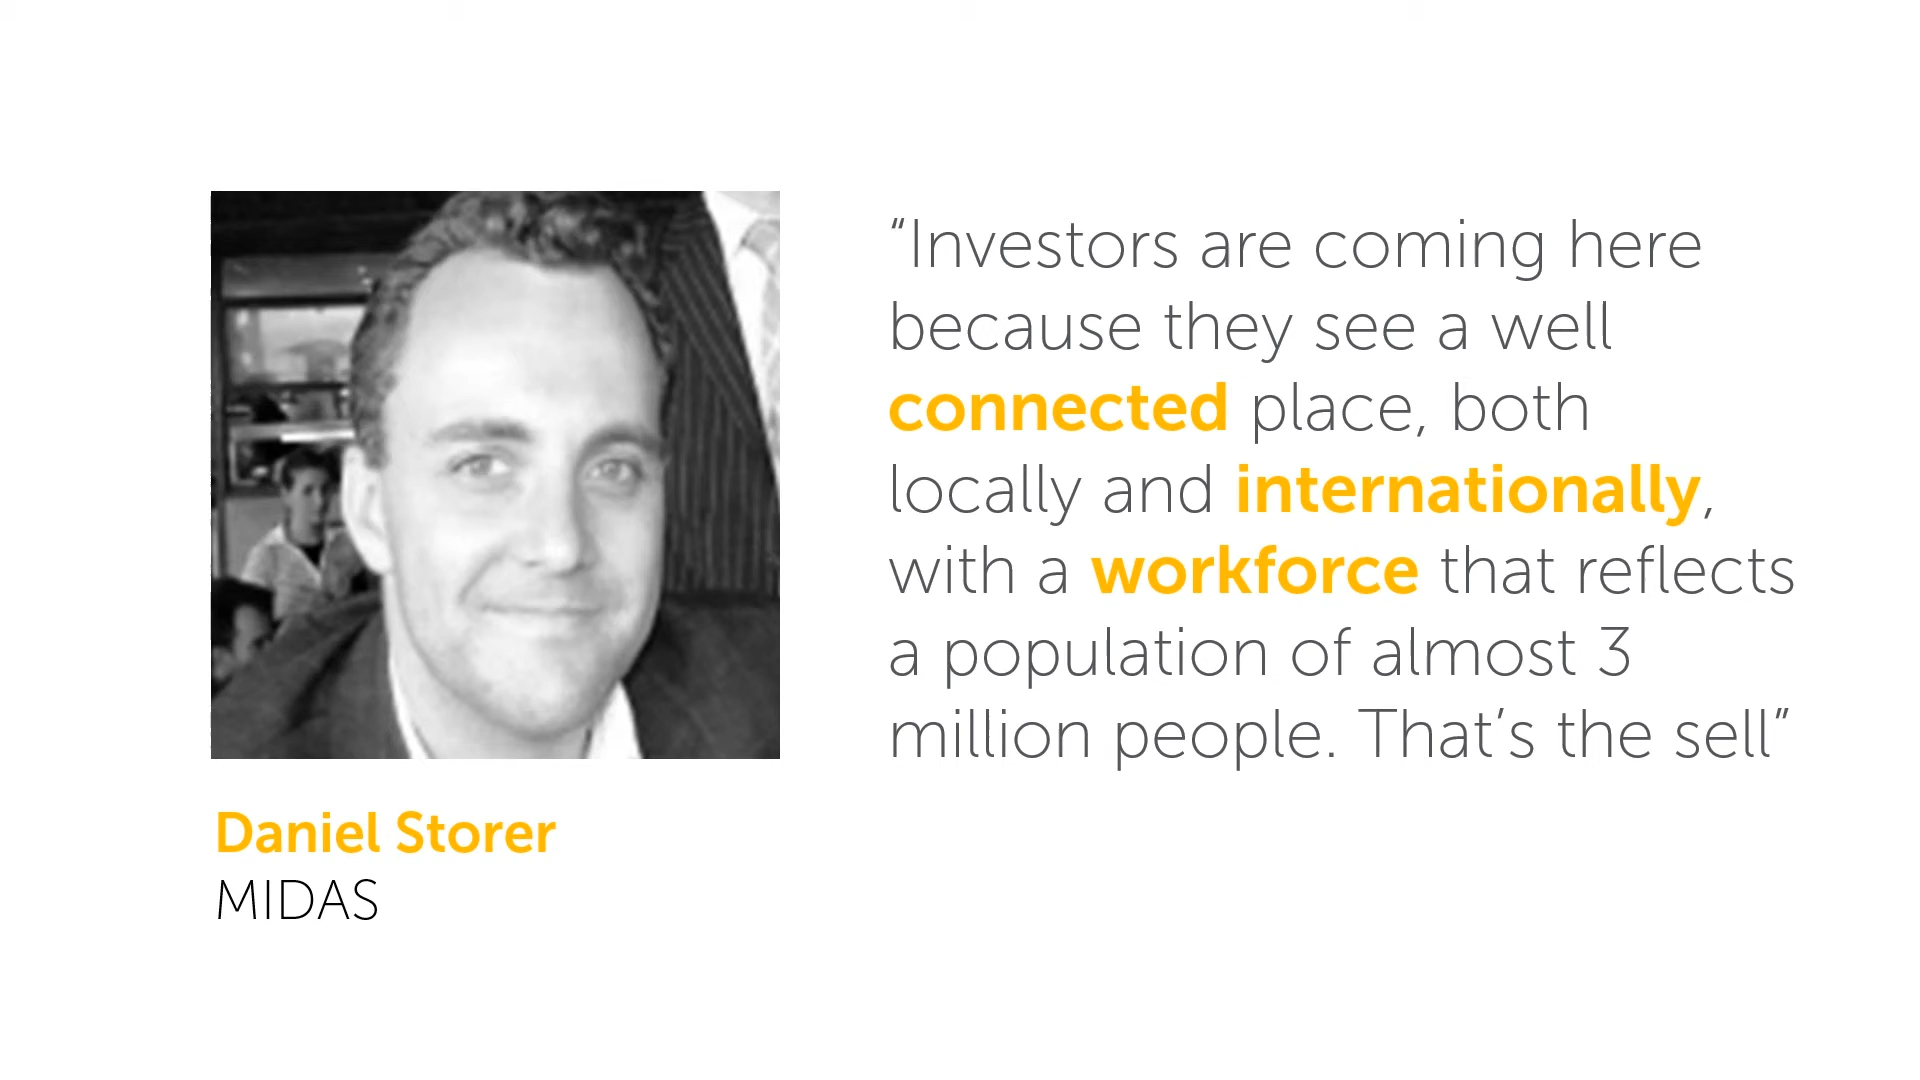 “Investors are coming here
because they see a well
connected place, both
locally and internationally,
with a workforce that reflects
a population of almost 3
million people. That’s the sell”
Daniel Storer
MIDAS